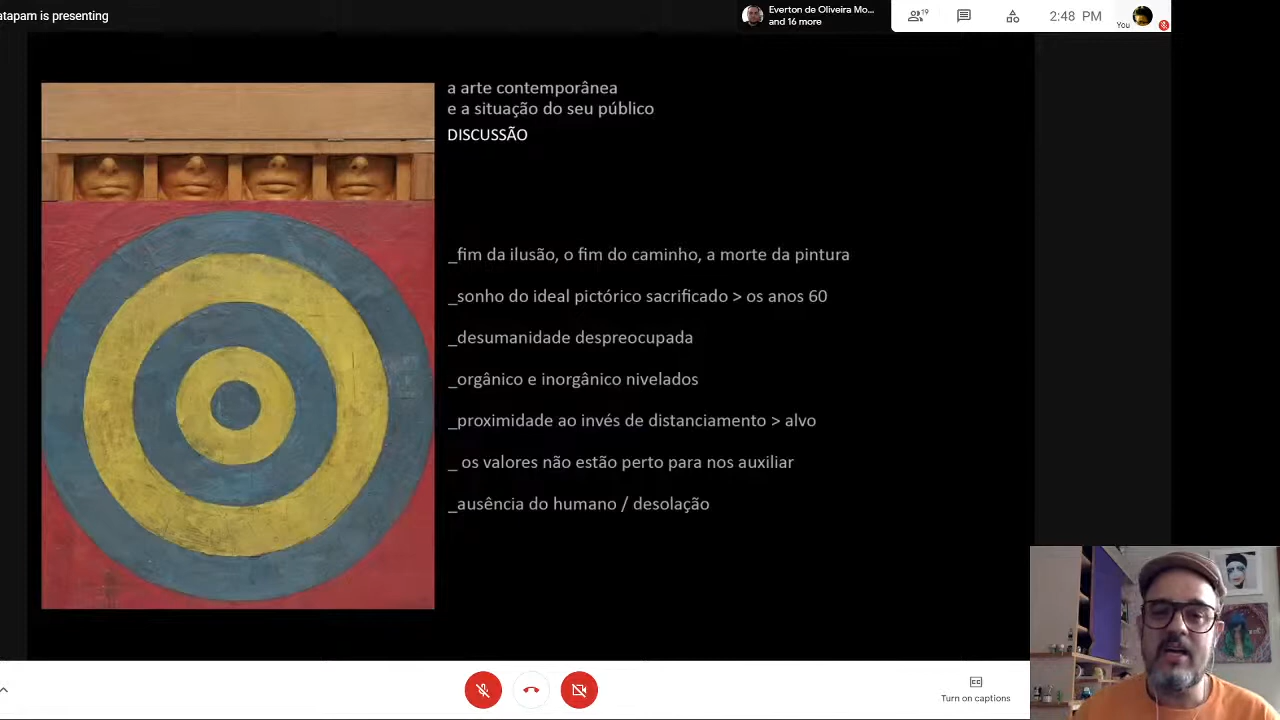 atapam is presenting
Everton de Oliveira Mo...
and 16 more
19
2:48 PM
You
a arte contemporânea
e a situação do seu público
DISCUSSÃO
_fim da ilusão, o fim do caminho, a morte da pintura
_sonho do ideal pictórico sacrificado > os anos 60
_desumanidade despreocupada
_orgânico e inorgânico nivelados
_proximidade ao invés de distanciamento > alvo
_ os valores não estão perto para nos auxiliar
_ausência do humano / desolação
CC
Turn on captions